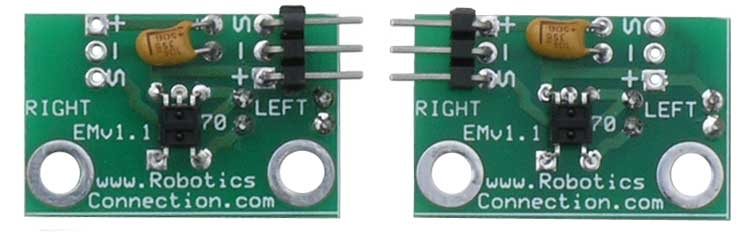 + S
- -
S +
RIGHT LEFT
EMv1.1 70
www.Robotics
Connection.com
+ S
- -
S +
RIGHT LEFT
EMv1.1 70
www.Robotics
Connection.com